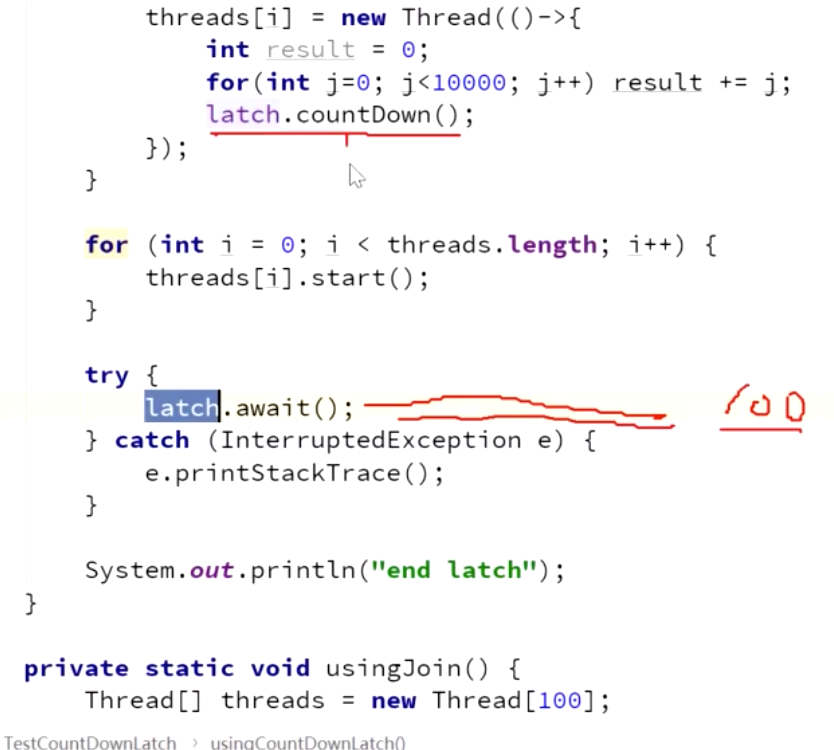 threads[i] = new Thread(()->{
int result = 0;
for(int j=0; j<10000; j++) result += j;
latch.countDown();
});
}
for (int i = 0; i < threads.length; i++) {
threads[i].start();
}
try {
latch.await(); 100
} catch (InterruptedException e) {
e.printStackTrace();
}
System.out.println("end latch");
}
private static void usingJoin() {
Thread[] threads = new Thread[100];
TestCountDownLatch › usingCountDownLatch()